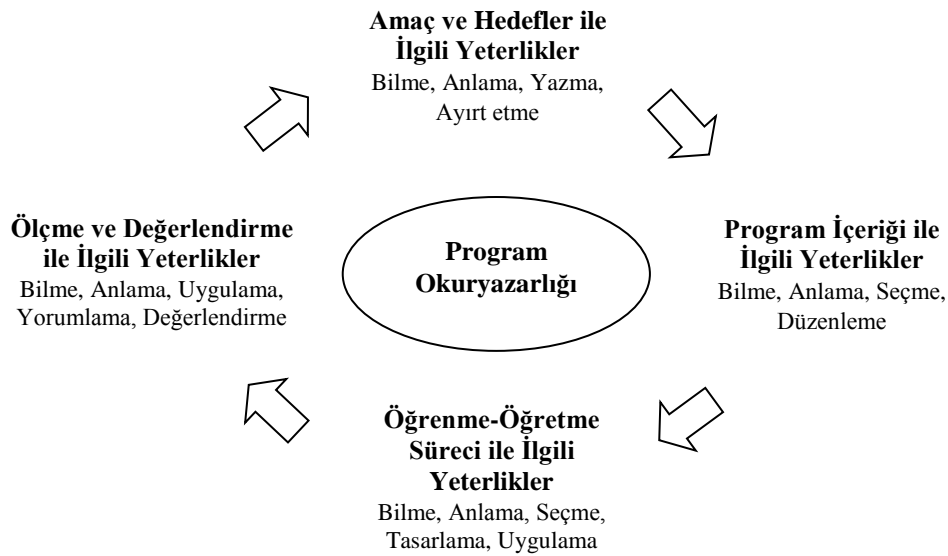 Amaç ve Hedefler ile
İlgili Yeterlikler
Bilme, Anlama, Yazma,
Ayırt etme
Ölçme ve Değerlendirme
ile İlgili Yeterlikler
Bilme, Anlama, Uygulama,
Yorumlama, Değerlendirme
Program
Okuryazarlığı
Program İçeriği ile
İlgili Yeterlikler
Bilme, Anlama, Seçme,
Düzenleme
Öğrenme-Öğretme
Süreci ile İlgili
Yeterlikler
Bilme, Anlama, Seçme,
Tasarlama, Uygulama